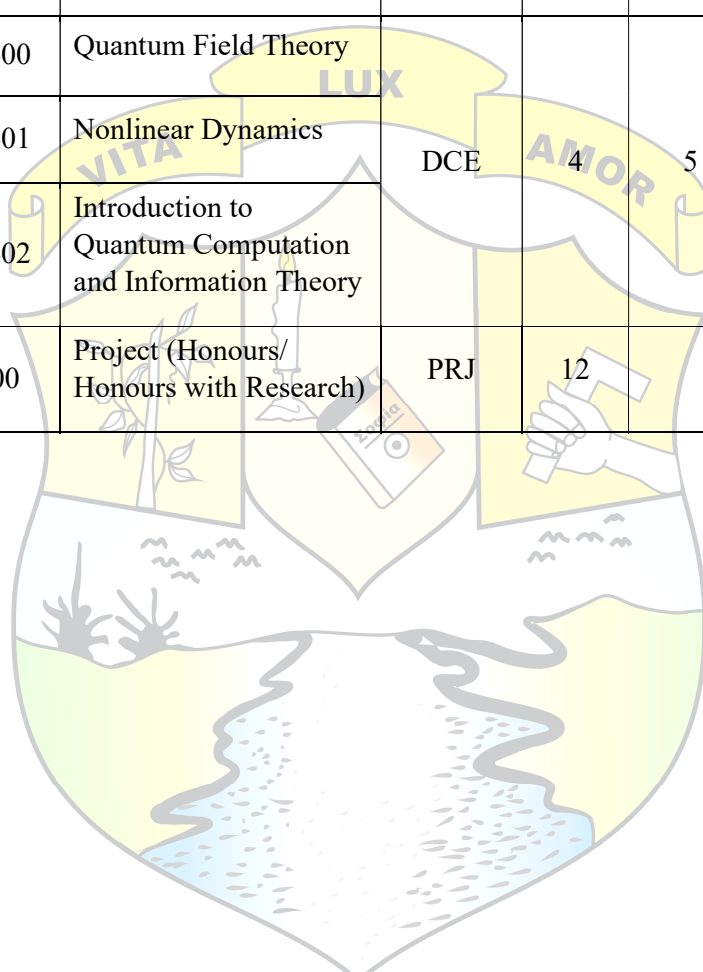 00 Quantum Field Theory
01 Nonlinear Dynamics
02 Introduction to
Quantum Computation
and Information Theory
DCE 4 5
00 Project (Honours/
Honours with Research)
PRJ 12
LUX
VITA
AMOR
Σοφία